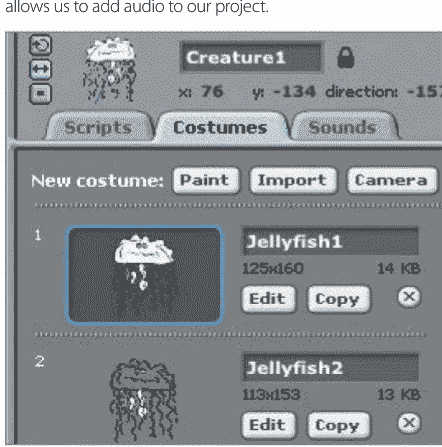 allows us to add audio to our project.
Creature1
x: 76 y: -134 direction: -157
Scripts Costumes Sounds
New costume: Paint Import Camera
1
Jellyfish1
125x160 14 KB
Edit Copy
2
Jellyfish2
113x153 13 KB
Edit Copy